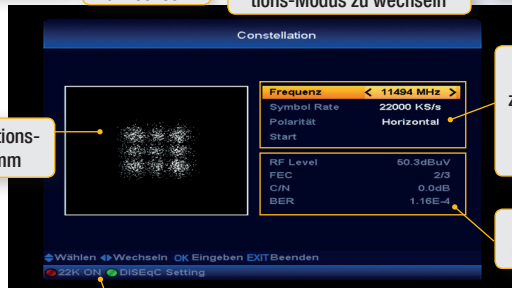 tions-Modus zu wechseln
Constellation
Frequenz < 11494 MHz >
Symbol Rate 22000 KS/s
Polarität Horizontal
Start
tions-
mm
z
RF Level 50.3dBuV
FEC 2/3
C/N 0.0dB
BER 1.16E-4
Wählen Wechseln OK Eingeben EXIT Beenden
22K ON DiSEqC Setting